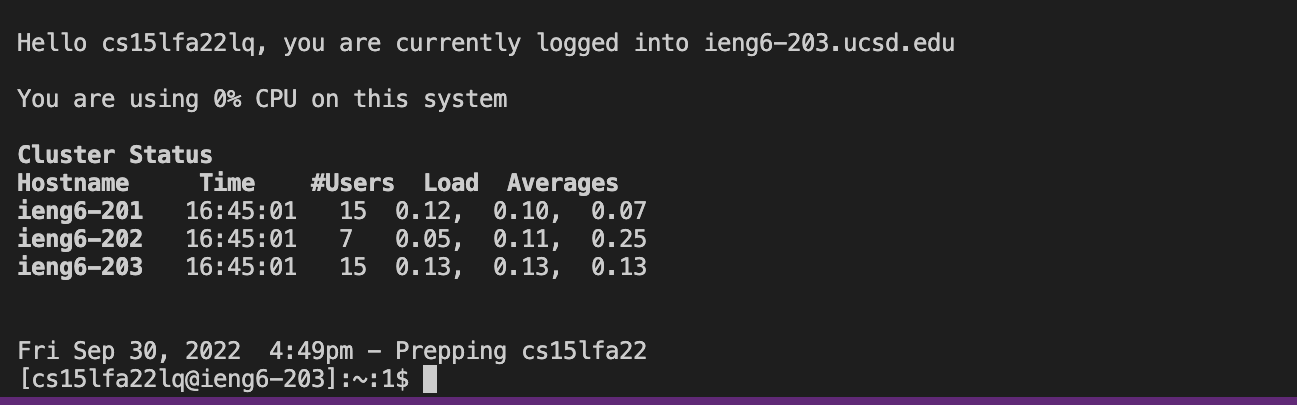 Hello cs15lfa22lq, you are currently logged into ieng6-203.ucsd.edu
You are using 0% CPU on this system
Cluster Status
Hostname     Time    #Users  Load  Averages
ieng6-201   16:45:01   15  0.12,  0.10,  0.07
ieng6-202   16:45:01   7   0.05,  0.11,  0.25
ieng6-203   16:45:01   15  0.13,  0.13,  0.13
Fri Sep 30, 2022  4:49pm - Prepping cs15lfa22
[cs15lfa22lq@ieng6-203]:~:1$